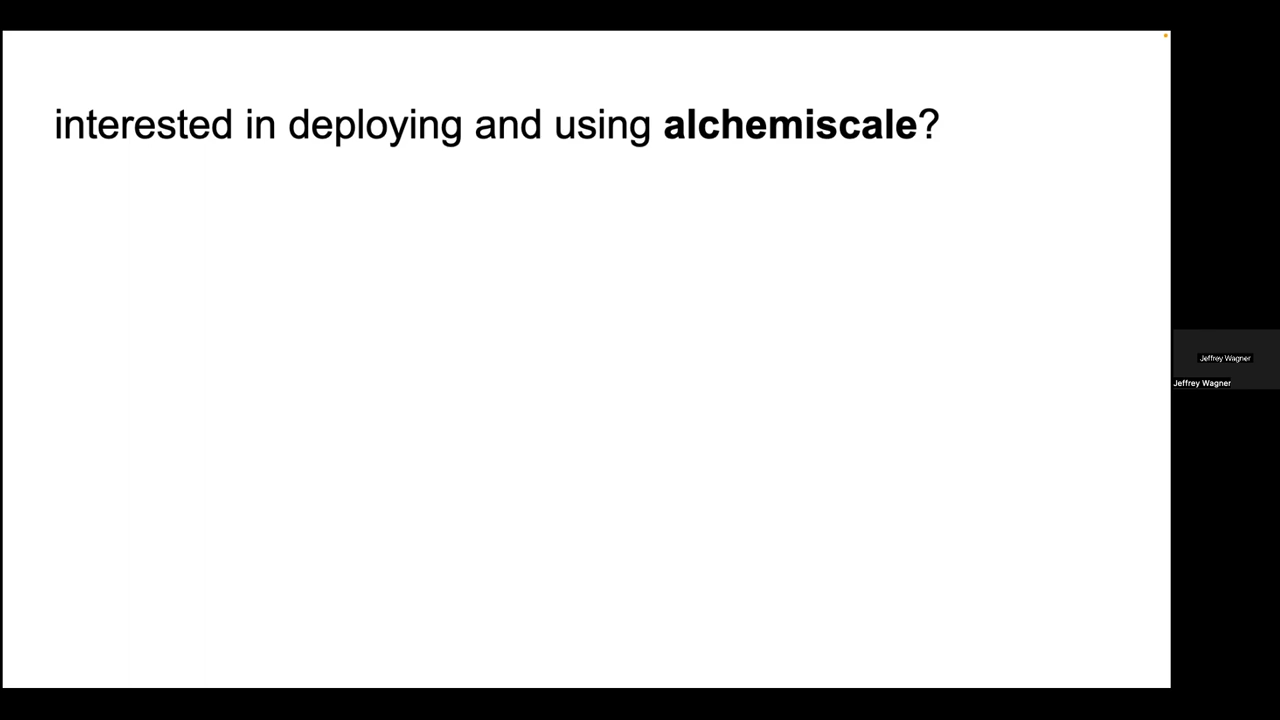 interested in deploying and using alchemiscale?
Jeffrey Wagner
Jeffrey Wagner